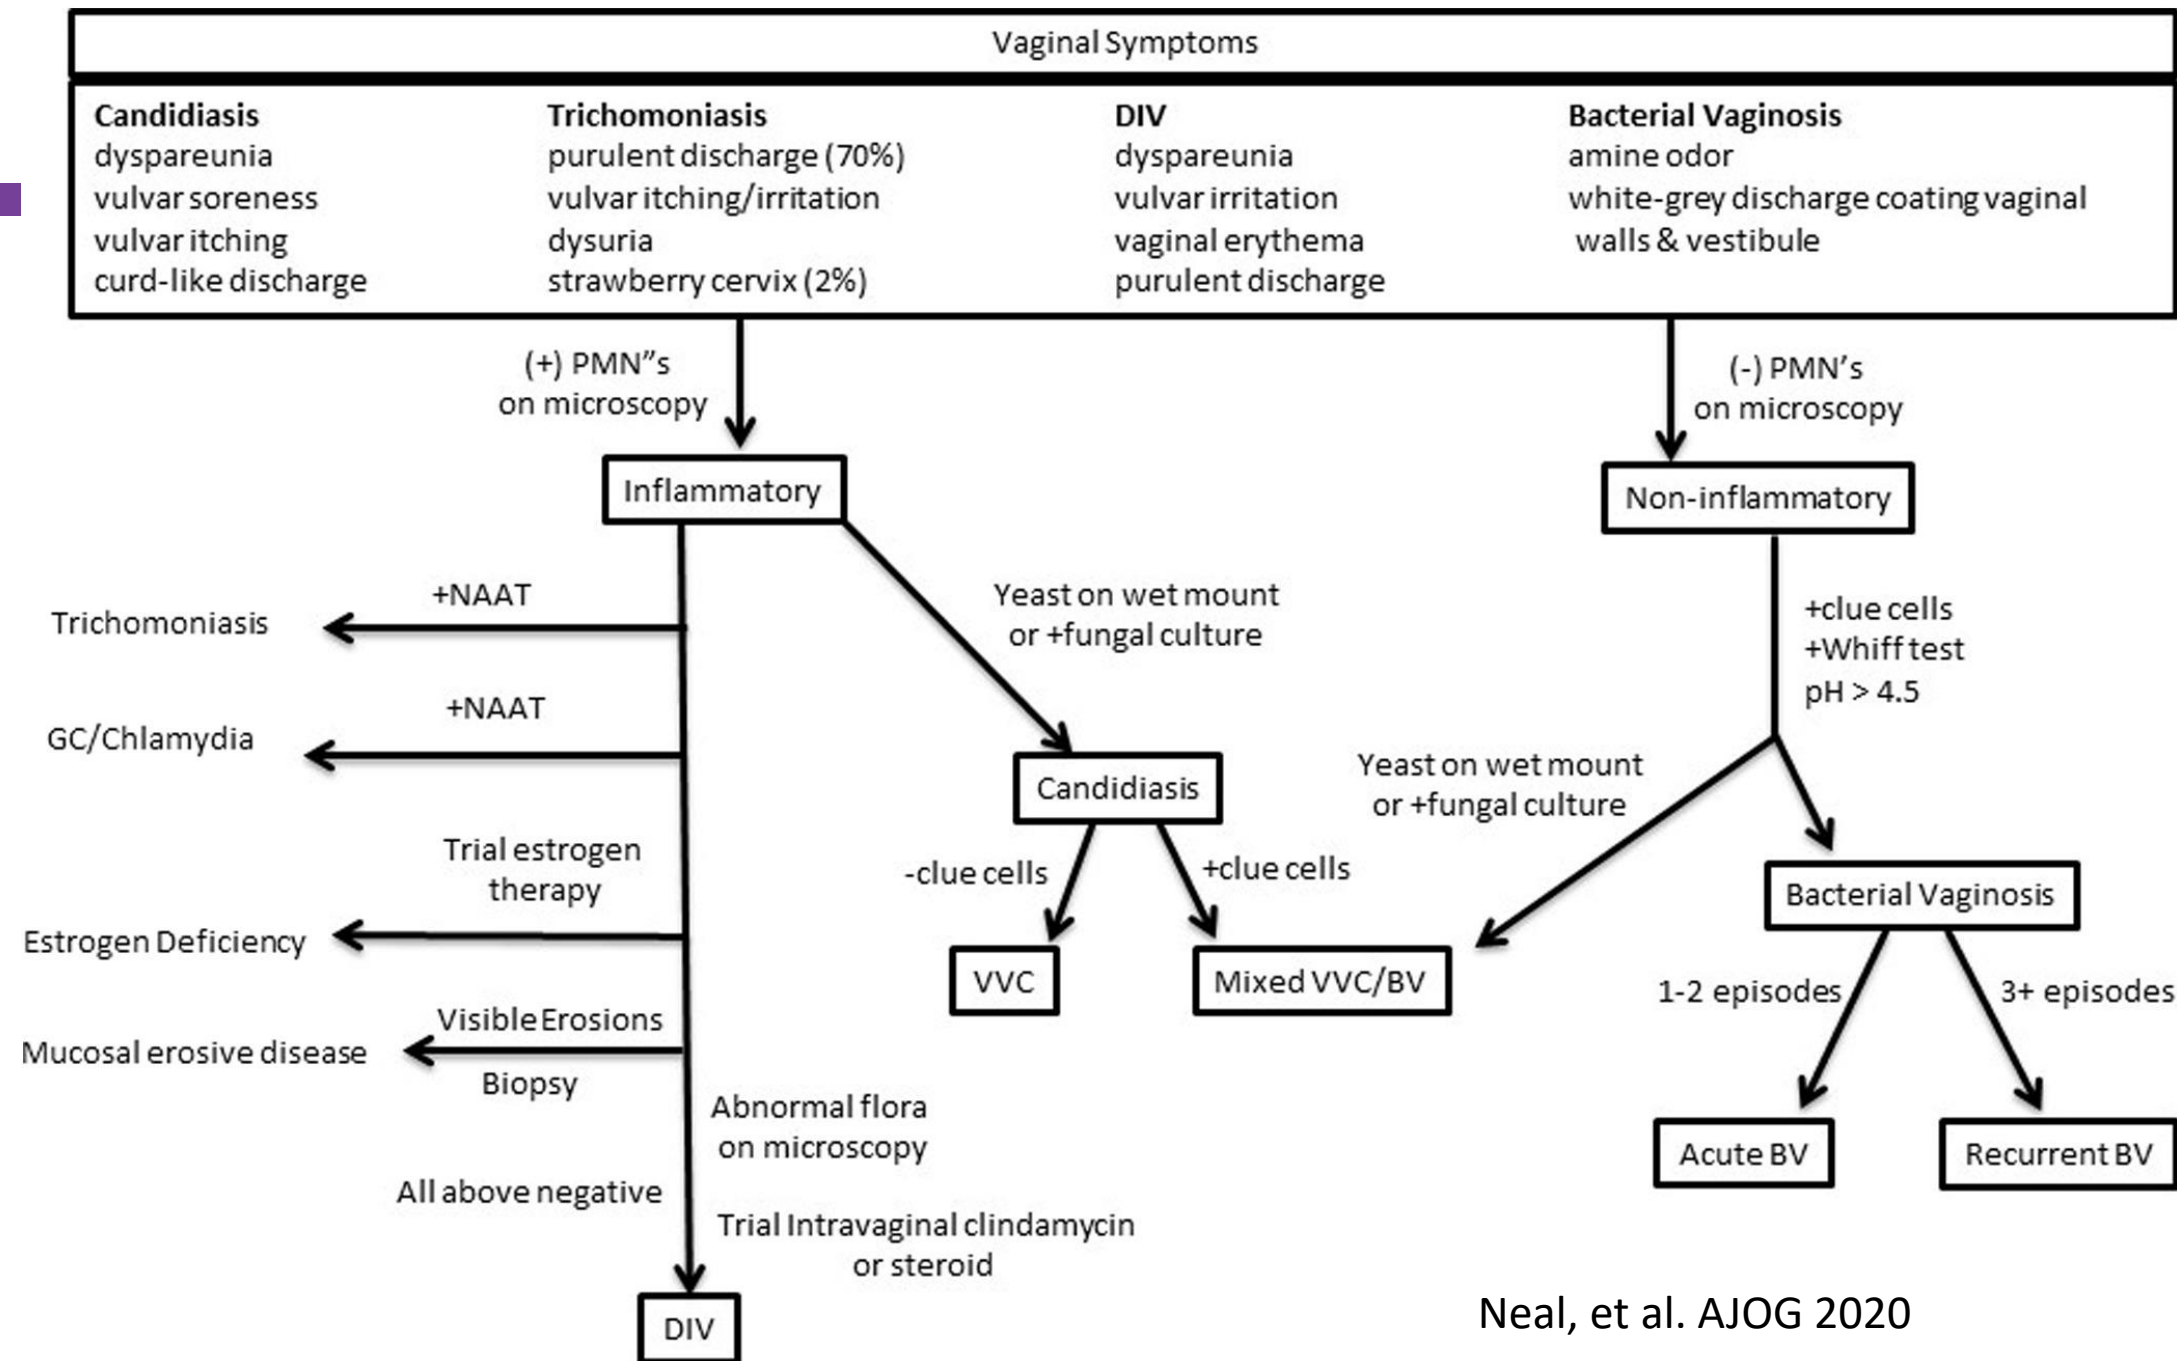 Vaginal Symptoms
Candidiasis
dyspareunia
vulvar soreness
vulvar itching
curd-like discharge
Trichomoniasis
purulent discharge (70%)
vulvar itching/irritation
dysuria
strawberry cervix (2%)
DIV
dyspareunia
vulvar irritation
vaginal erythema
purulent discharge
Bacterial Vaginosis
amine odor
white-grey discharge coating vaginal
walls & vestibule
(+) PMN”s
on microscopy
(-) PMN’s
on microscopy
Inflammatory
Non-inflammatory
+NAAT
Trichomoniasis
+NAAT
GC/Chlamydia
Trial estrogen
therapy
Estrogen Deficiency
Visible Erosions
Mucosal erosive disease
Biopsy
Abnormal flora
on microscopy
All above negative
Trial Intravaginal clindamycin
or steroid
DIV
Yeast on wet mount
or +fungal culture
Candidiasis
-clue cells
+clue cells
VVC
Mixed VVC/BV
+clue cells
+Whiff test
pH > 4.5
Yeast on wet mount
or +fungal culture
Bacterial Vaginosis
1-2 episodes
3+ episodes
Acute BV
Recurrent BV
Neal, et al. AJOG 2020